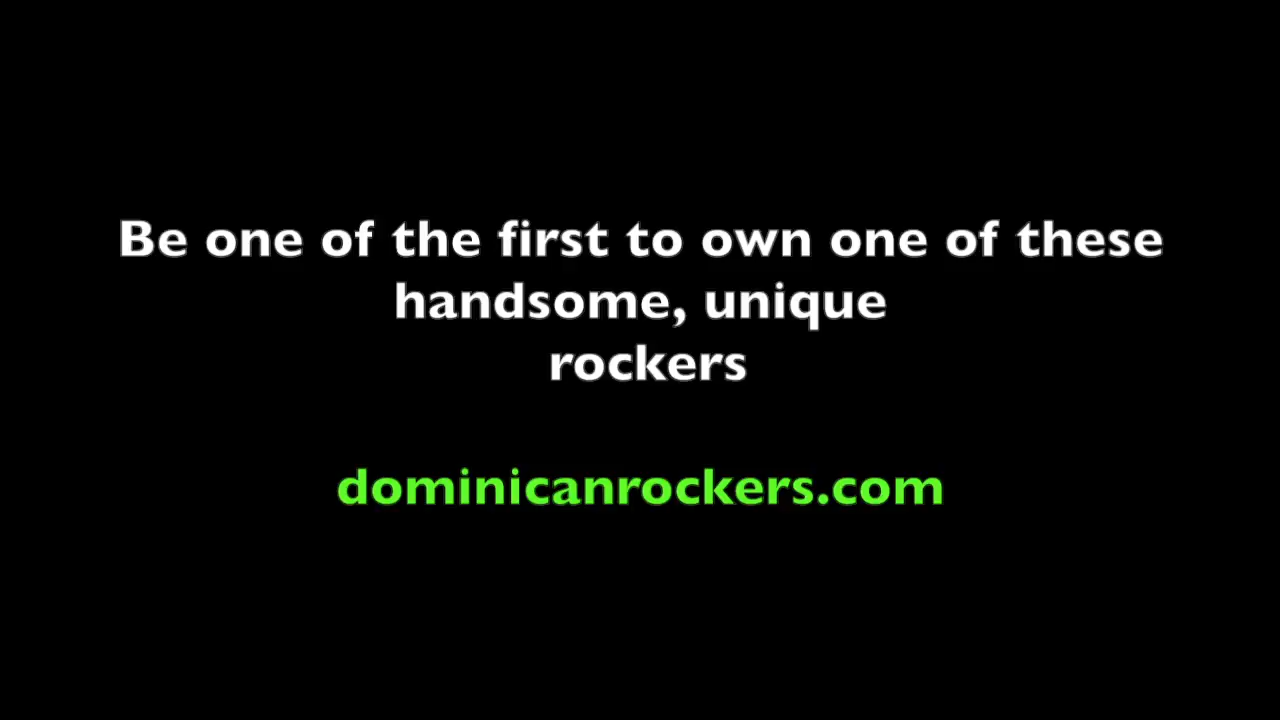 Be one of the first to own one of these
handsome, unique
rockers
dominicanrockers.com